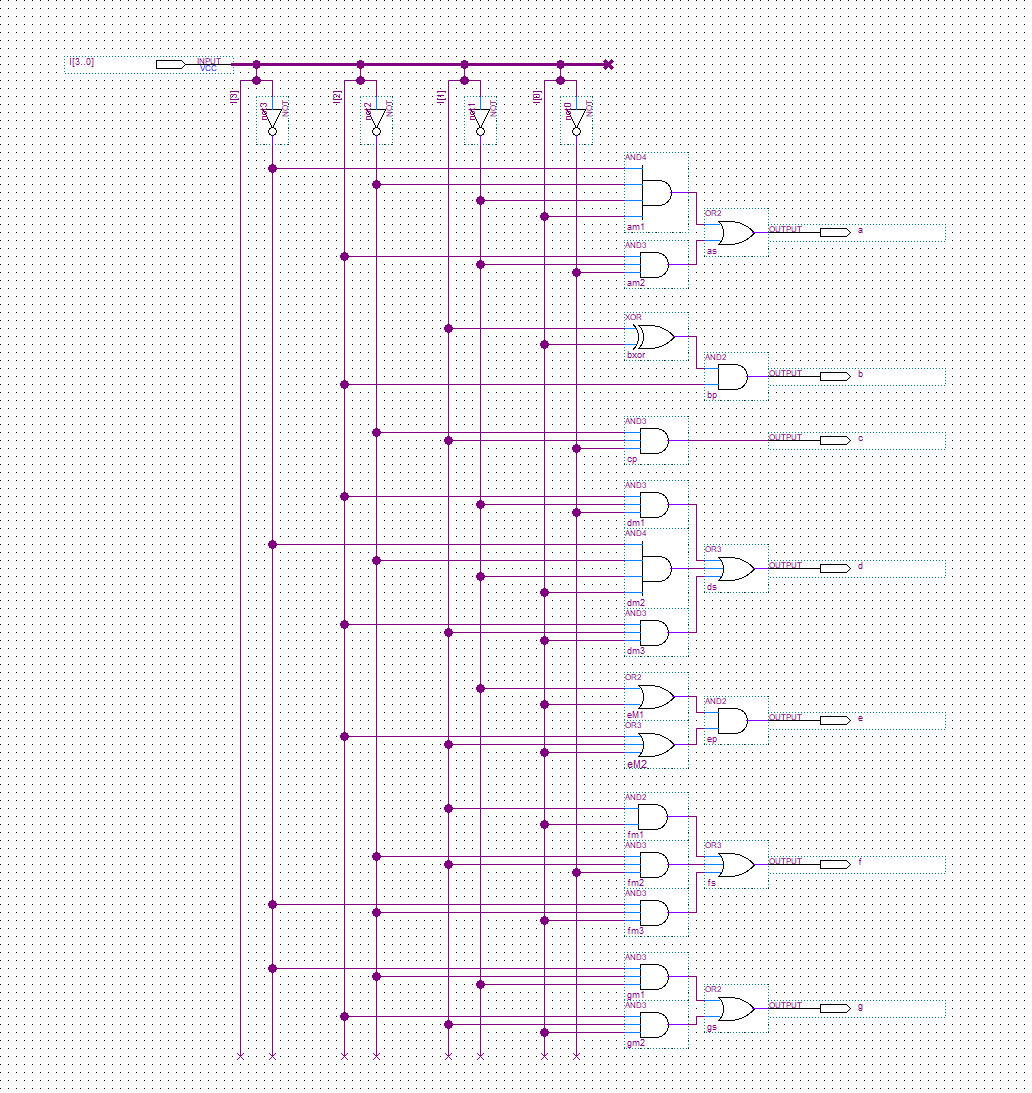 I[3..0]
INPUT
VCC
I[3]
not3
NOT
I[2]
not2
NOT
I[1]
not1
NOT
I[0]
not0
NOT
AND4
am1
OR2
as
OUTPUT
a
AND3
am2
XOR
bxor
AND2
bp
OUTPUT
b
AND3
cp
OUTPUT
c
AND3
dm1
AND4
dm2
OR3
ds
OUTPUT
d
AND3
dm3
OR2
eM1
AND2
ep
OUTPUT
e
OR3
eM2
AND2
fm1
AND3
fm2
OR3
fs
OUTPUT
f
AND3
fm3
AND3
gm1
OR2
gs
OUTPUT
g
AND3
gm2